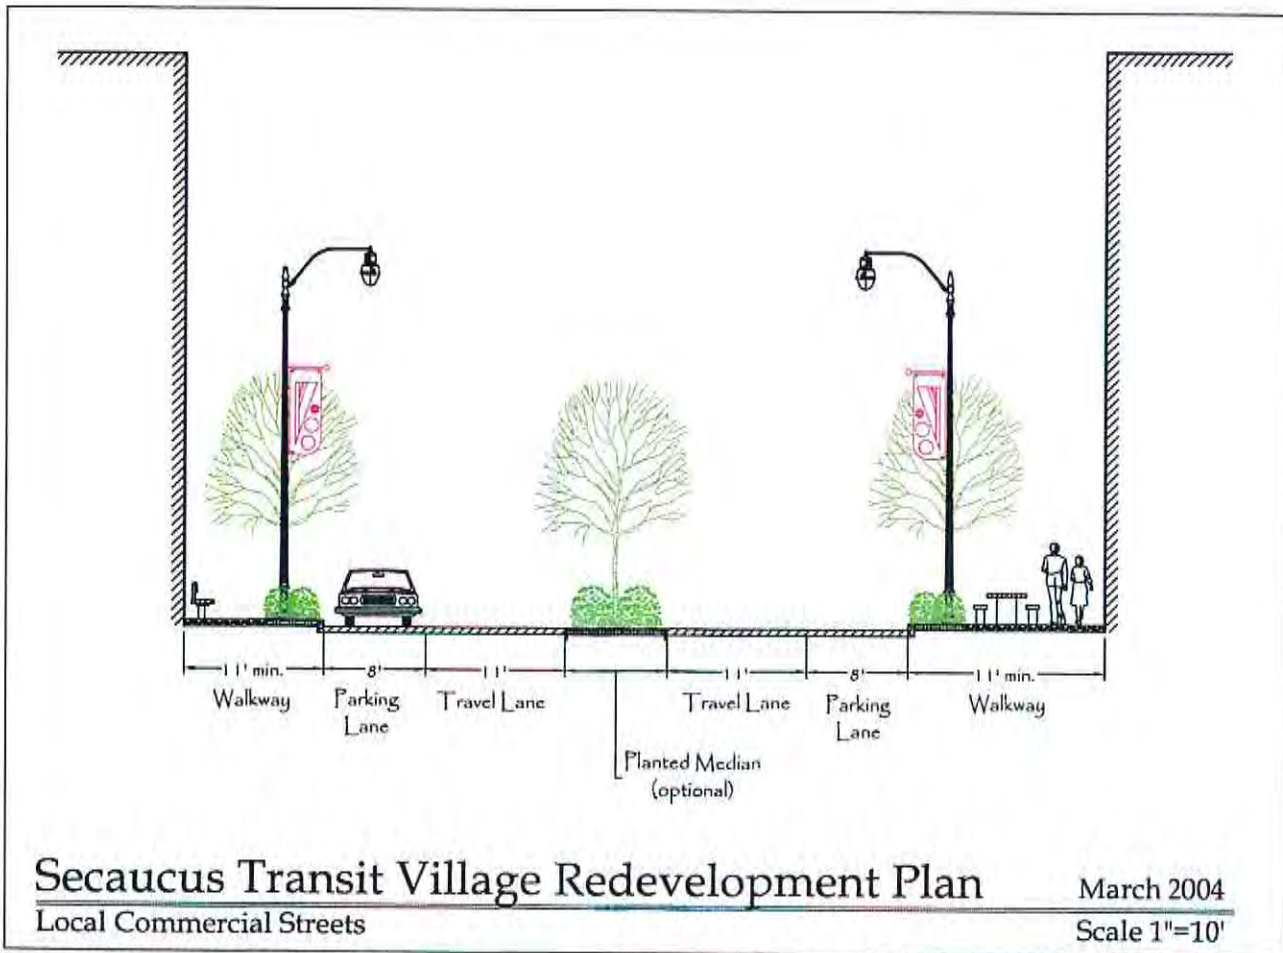 11' min.
Walkway
8'
Parking
Lane
11'
Travel Lane
Planted Median
(optional)
11'
Travel Lane
8'
Parking
Lane
11' min.
Walkway
Secaucus Transit Village Redevelopment Plan
March 2004
Local Commercial Streets
Scale 1"=10'